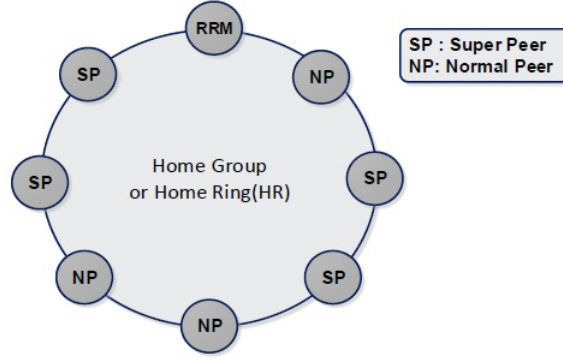 RRM
SP : Super Peer
NP: Normal Peer
SP
NP
Home Group
or Home Ring(HR)
SP
SP
NP
SP
NP